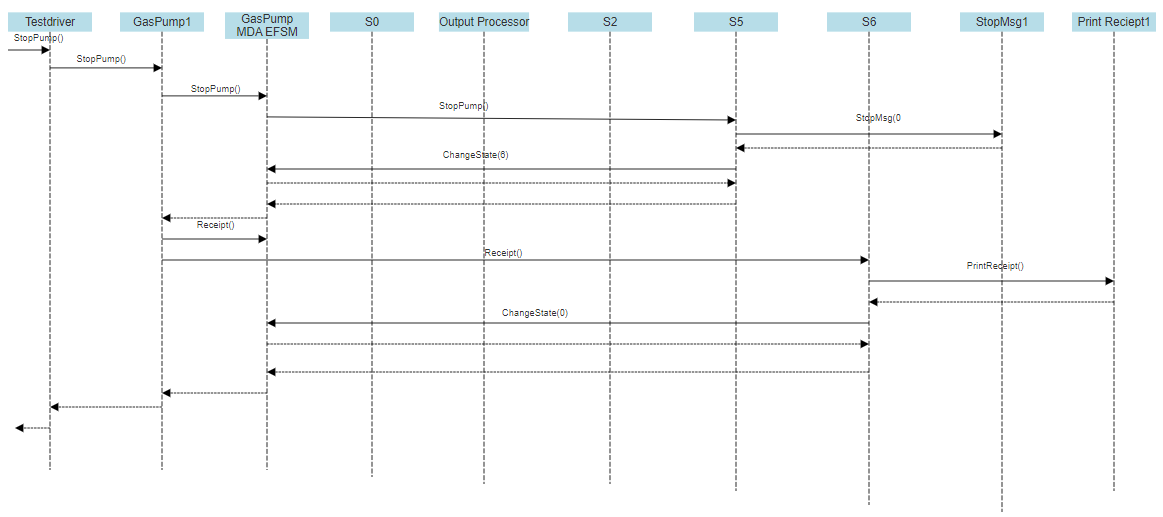 Testdriver
GasPump1
GasPump
MDA EFSM
S0
Output Processor
S2
S5
S6
StopMsg1
Print Reciept1
StopPump()
StopPump()
StopPump()
StopPump()
StopMsg(0
ChangeState(6)
Receipt()
Receipt()
PrintReceipt()
ChangeState(0)